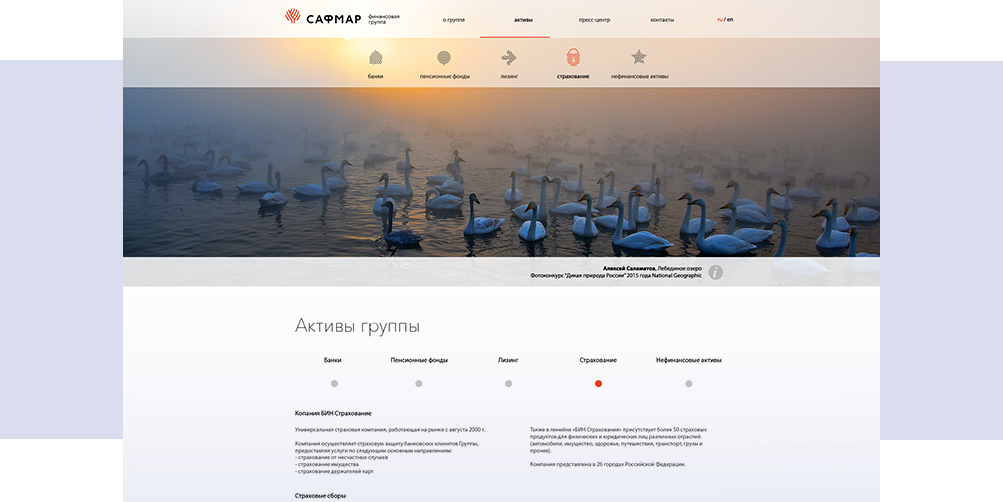 САФМАР финансовая группа
о группе активы пресс-центр контакты ru / en
банки пенсионные фонды лизинг страхование нефинансовые активы
Алексей Саламатов, Лебединое озеро
Фотоконкурс "Дикая природа России" 2015 года National Geographic
i
Активы группы
Банки Пенсионные фонды Лизинг Страхование Нефинансовые активы
Копания БИН Страхование
Универсальная страховая компания, работающая на рынке с августа 2000 г.
Компания осуществляет страховую защиту банковских клиентов Группы,
предоставляя услуги по следующим основным направлениям:
- страхование от несчастных случаев
- страхование имущества
- страхование держателей карт
Также в линейке «БИН Страхования» присутствует более 50 страховых
продуктов для физических и юридических лиц различных отраслей
(автомобили, имущество, здоровье, путешествия, транспорт, грузы и
прочие).
Компания представлена в 26 городах Российской Федерации.
Страховые сборы